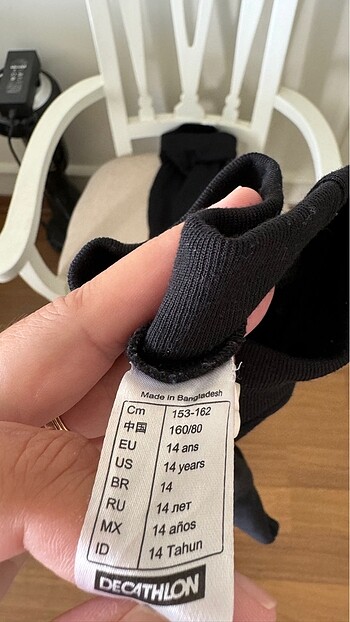 Made in Bangladesh
Cm 153-162
中国 160/80
EU 14 ans
US 14 years
BR 14
RU 14 лет
MX 14 años
ID 14 Tahun
DECATHLON